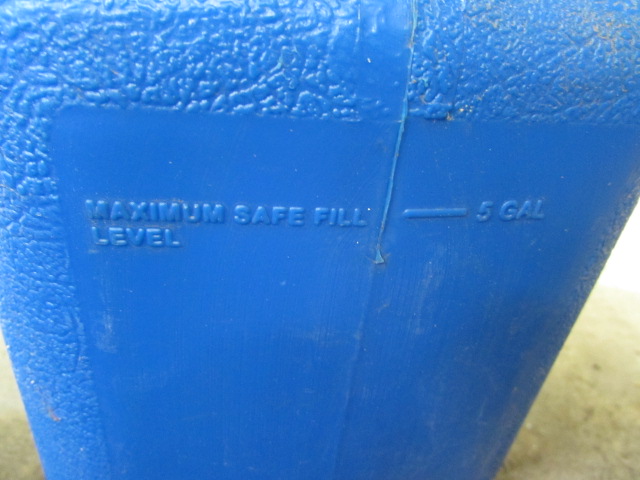 MAXIMUM SAFE FILL — 5 GAL
LEVEL